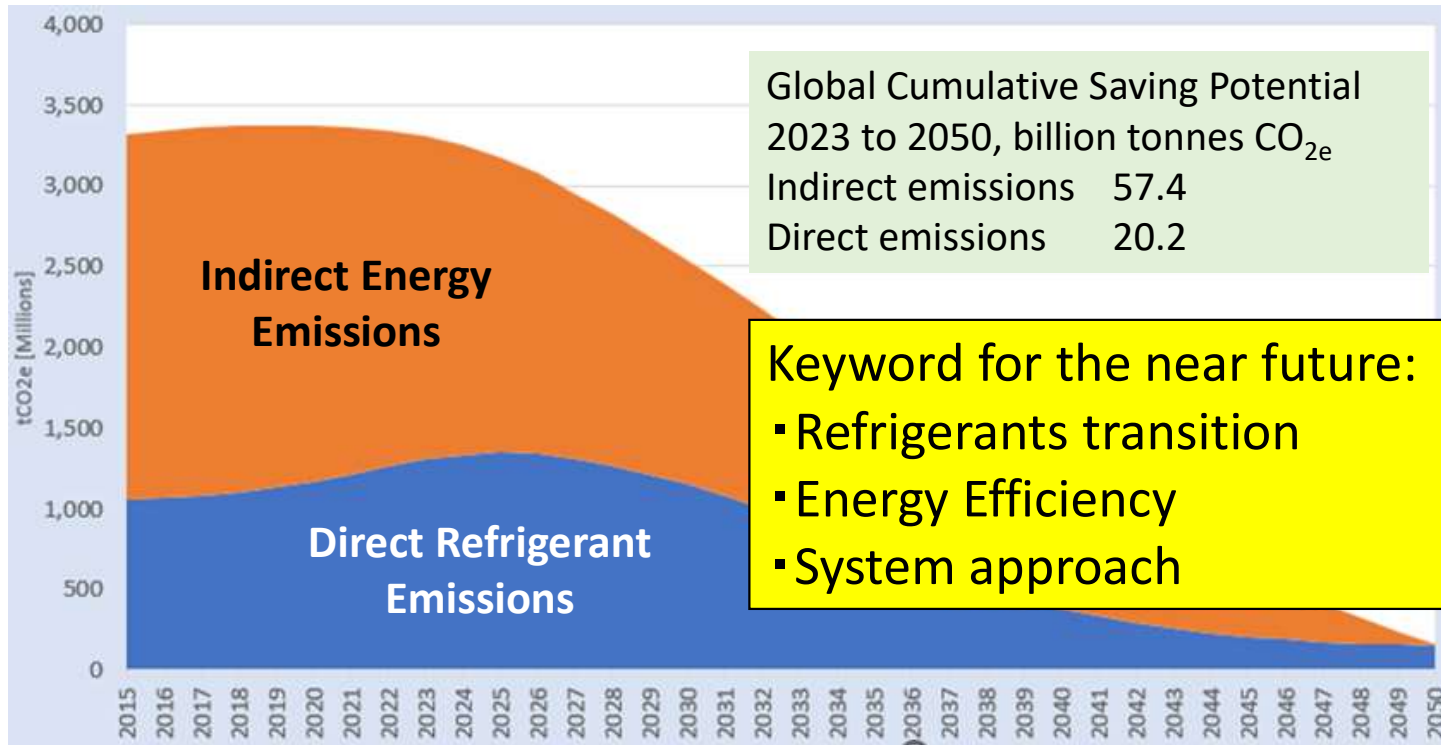 4,000
3,500
3,000
2,500
2,000
1,500
1,000
500
0
tCO2e [Millions]
Global Cumulative Saving Potential
2023 to 2050, billion tonnes CO₂ₑ
Indirect emissions 57.4
Direct emissions 20.2
Indirect Energy
Emissions
Keyword for the near future:
▪Refrigerants transition
▪Energy Efficiency
▪System approach
Direct Refrigerant
Emissions
2015 2016 2017 2018 2019 2020 2021 2022 2023 2024 2025 2026 2027 2028 2029 2030 2031 2032 2033 2034 2035 2036 2037 2038 2039 2040 2041 2042 2043 2044 2045 2046 2047 2048 2049 2050